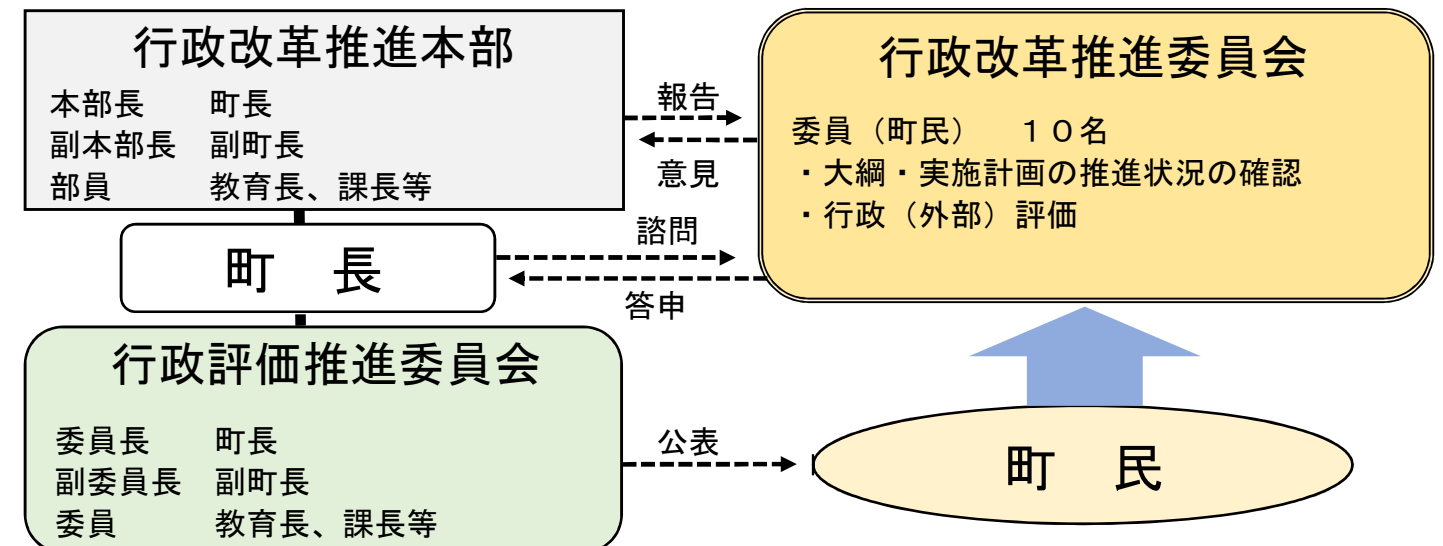 行政改革推進本部
本部長　　町長
副本部長　副町長
部員　　　教育長、課長等
報告
意見
行政改革推進委員会
委員（町民）　１０名
・大綱・実施計画の推進状況の確認
・行政（外部）評価
町　長
諮問
答申
行政評価推進委員会
委員長　　町長
副委員長　副町長
委員　　　教育長、課長等
公表
町　民